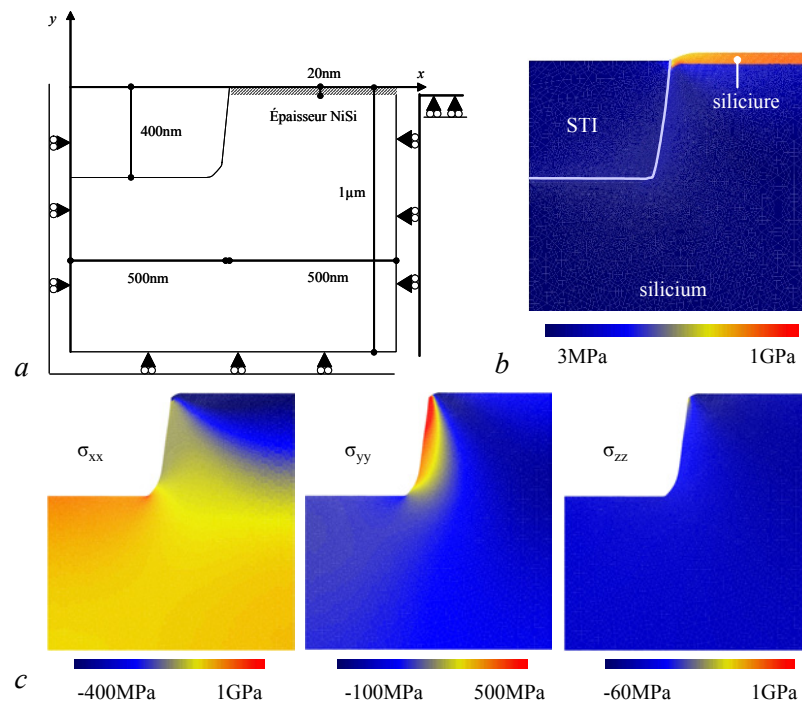 y
20nm
x
Épaisseur NiSi
400nm
1µm
500nm
500nm
a
siliciure
STI
silicium
3MPa
1GPa
b
σxx
σyy
σzz
-400MPa
1GPa
-100MPa
500MPa
-60MPa
1GPa
c